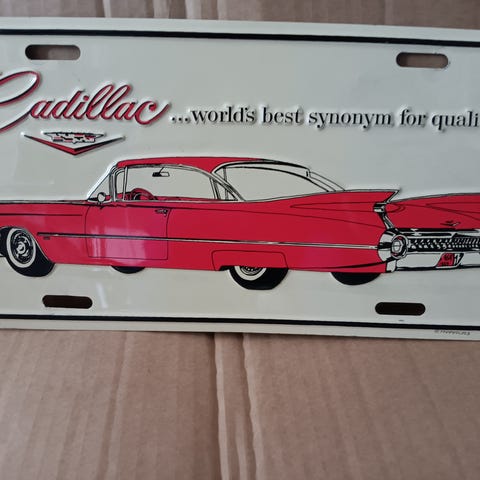 Cadillac ...world's best synonym for quali